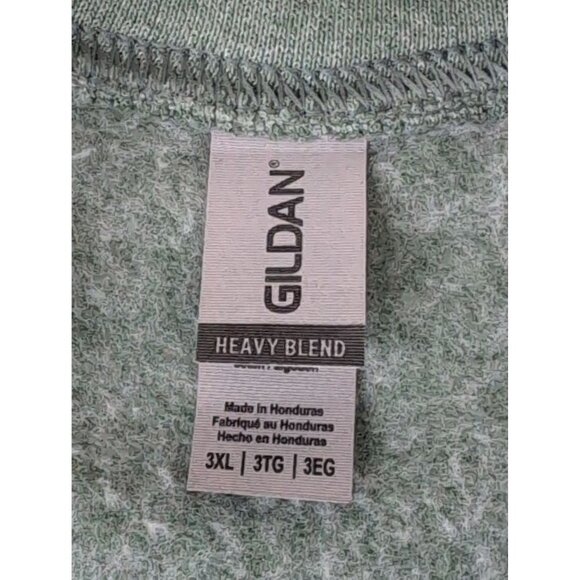 GILDAN®
HEAVY BLEND
Made in Honduras
Fabriqué au Honduras
Hecho en Honduras
3XL | 3TG | 3EG